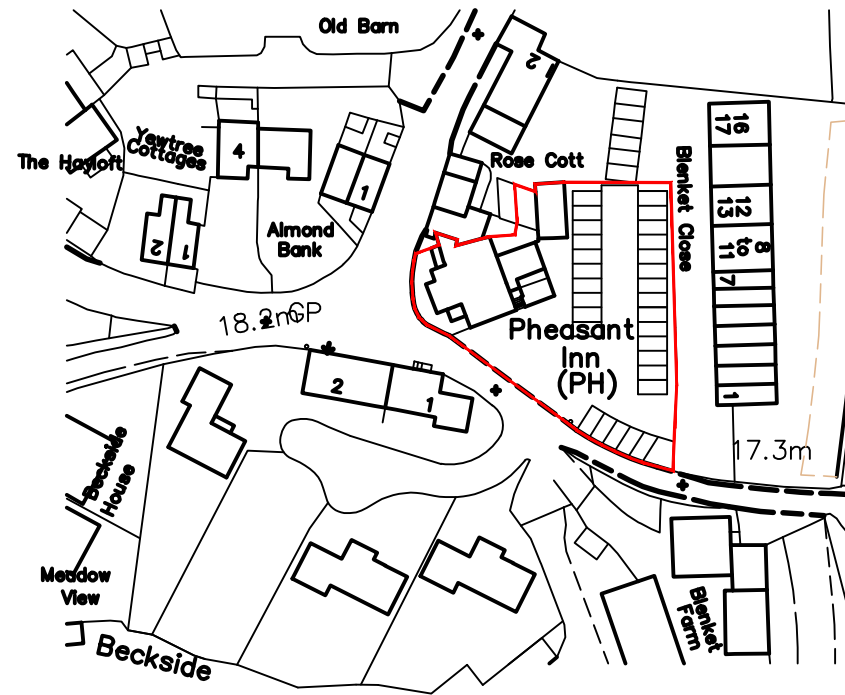 Old Barn
2
16
17
Yewtree
Cottages
4
The Hayloft
Rose Cott
Blenket Close
1
12
13
Almond
Bank
2
1
8
to
11
7
18.2m
GP
Pheasant
Inn
(PH)
2
1
1
17.3m
Beckside
House
Meadow
View
Blenket
Farm
Beckside